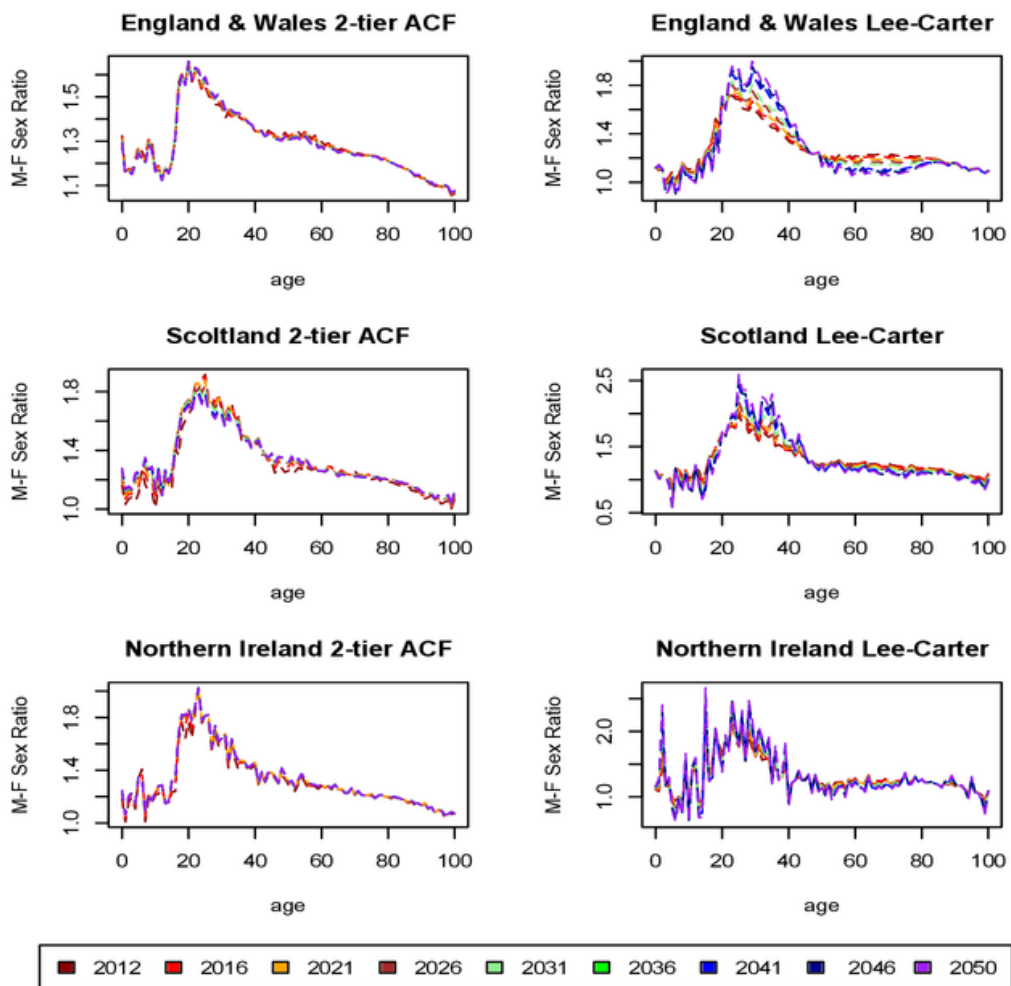 England & Wales 2-tier ACF
M-F Sex Ratio
1.1 1.3 1.5
0 20 40 60 80 100
age
England & Wales Lee-Carter
M-F Sex Ratio
1.0 1.4 1.8
0 20 40 60 80 100
age
Scoltland 2-tier ACF
M-F Sex Ratio
1.0 1.4 1.8
0 20 40 60 80 100
age
Scotland Lee-Carter
M-F Sex Ratio
0.5 1.5 2.5
0 20 40 60 80 100
age
Northern Ireland 2-tier ACF
M-F Sex Ratio
1.0 1.4 1.8
0 20 40 60 80 100
age
Northern Ireland Lee-Carter
M-F Sex Ratio
1.0 2.0
0 20 40 60 80 100
age
2012 2016 2021 2026 2031 2036 2041 2046 2050